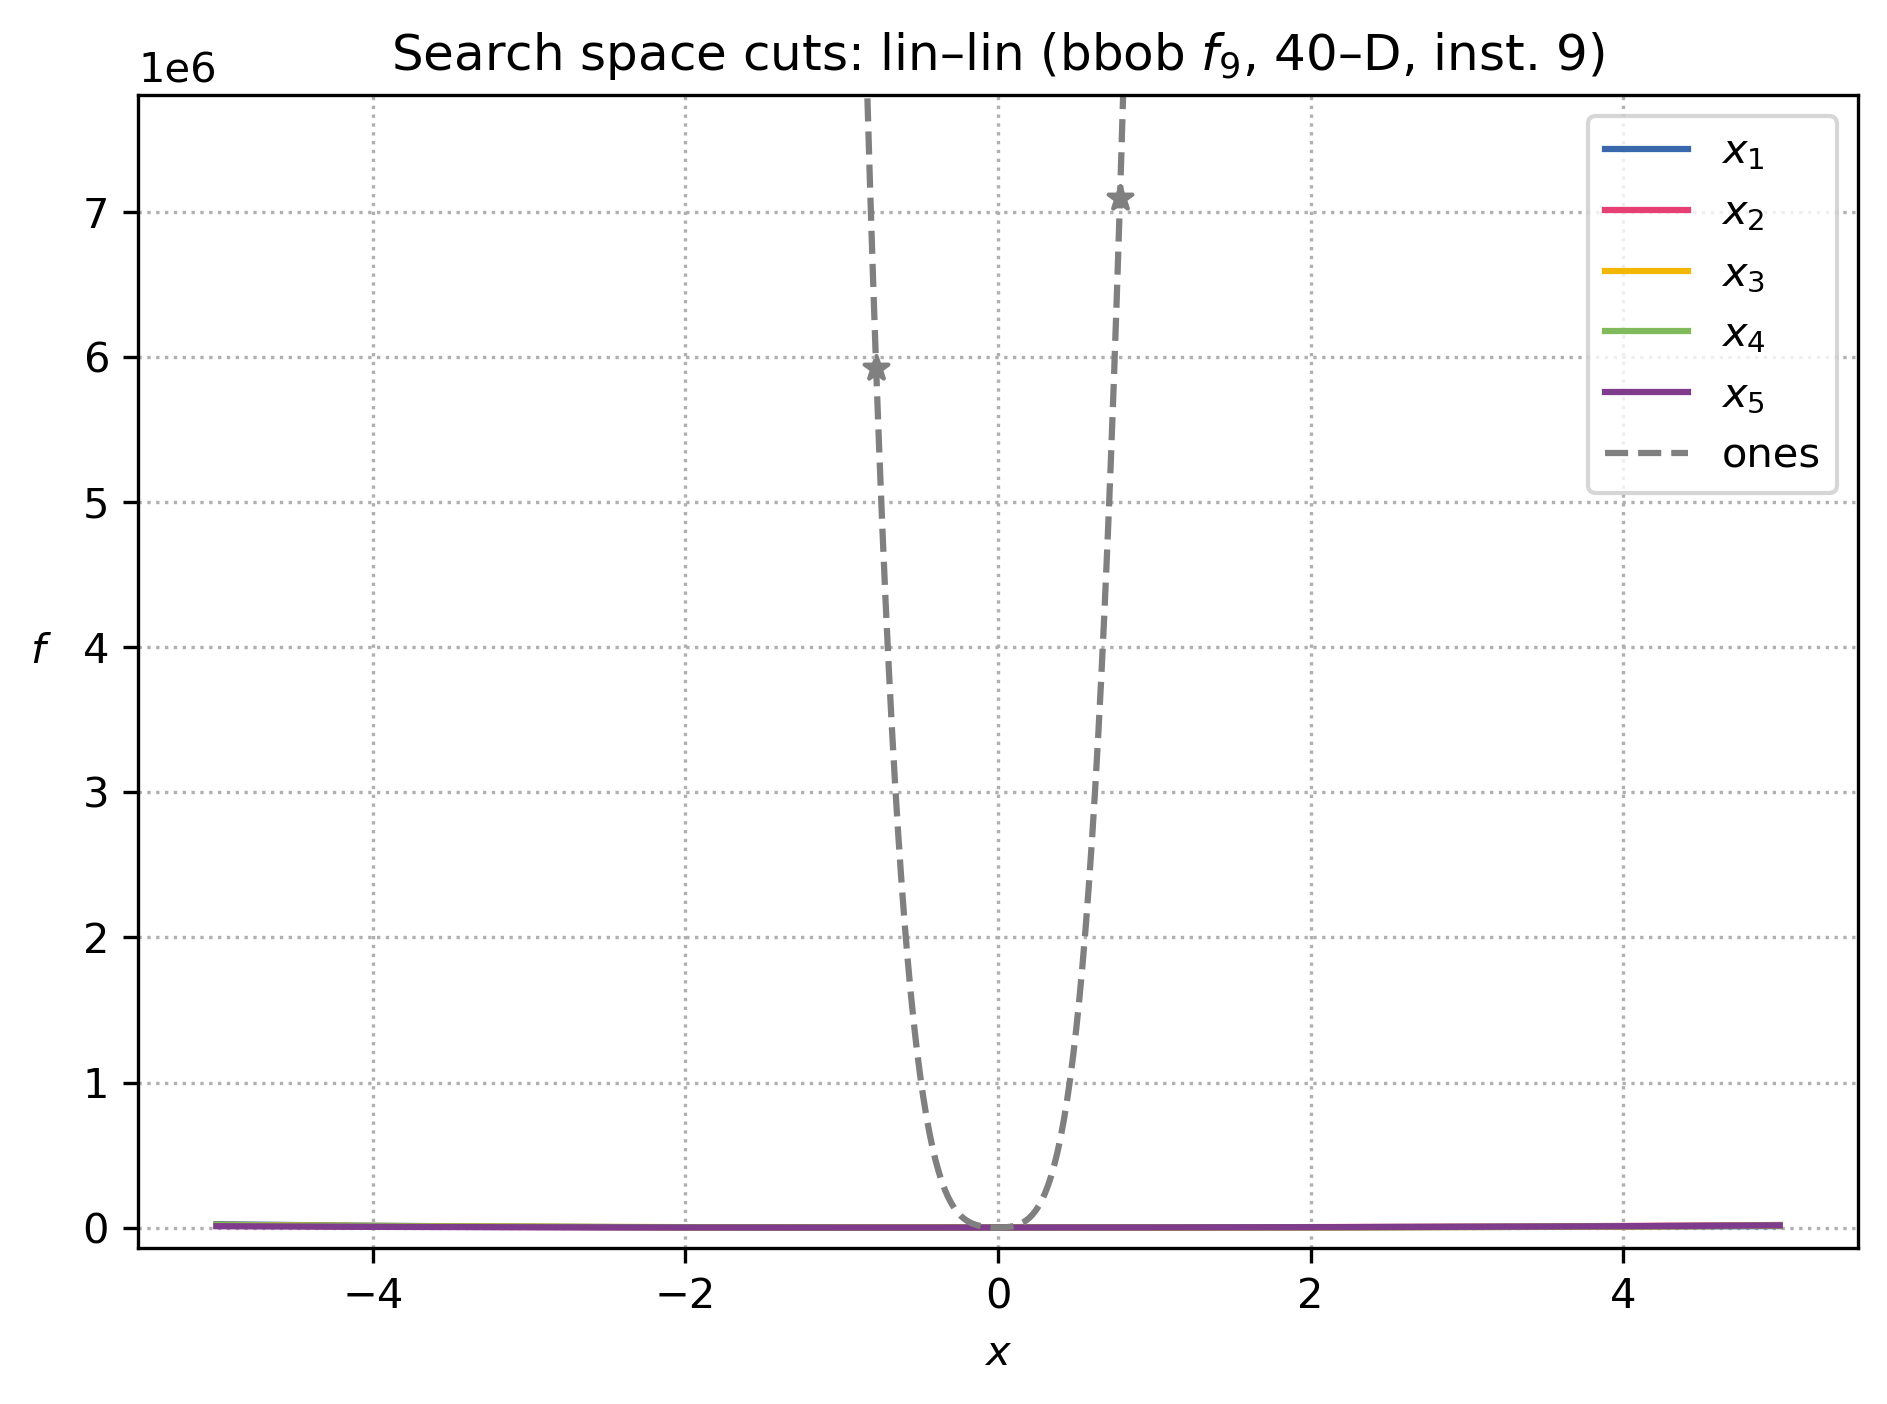 Search space cuts: lin–lin (bbob f₉, 40–D, inst. 9)
1e6
7
6
5
4
3
2
1
0
f
−4
−2
0
2
4
x
x₁
x₂
x₃
x₄
x₅
ones